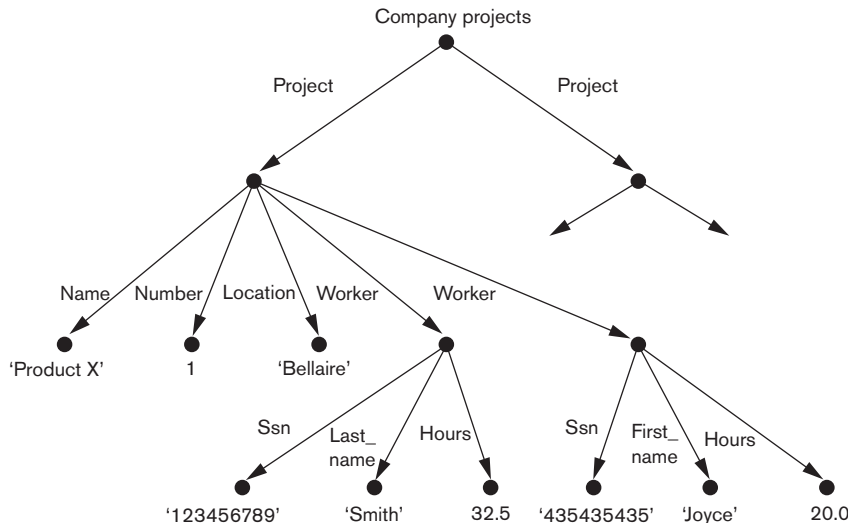 Company projects
Project Project
Name Number Location Worker Worker
‘Product X’ 1 ‘Bellaire’
Ssn Last_ Hours Ssn First_ Hours
name name
‘123456789’ ‘Smith’ 32.5 ‘435435435’ ‘Joyce’ 20.0